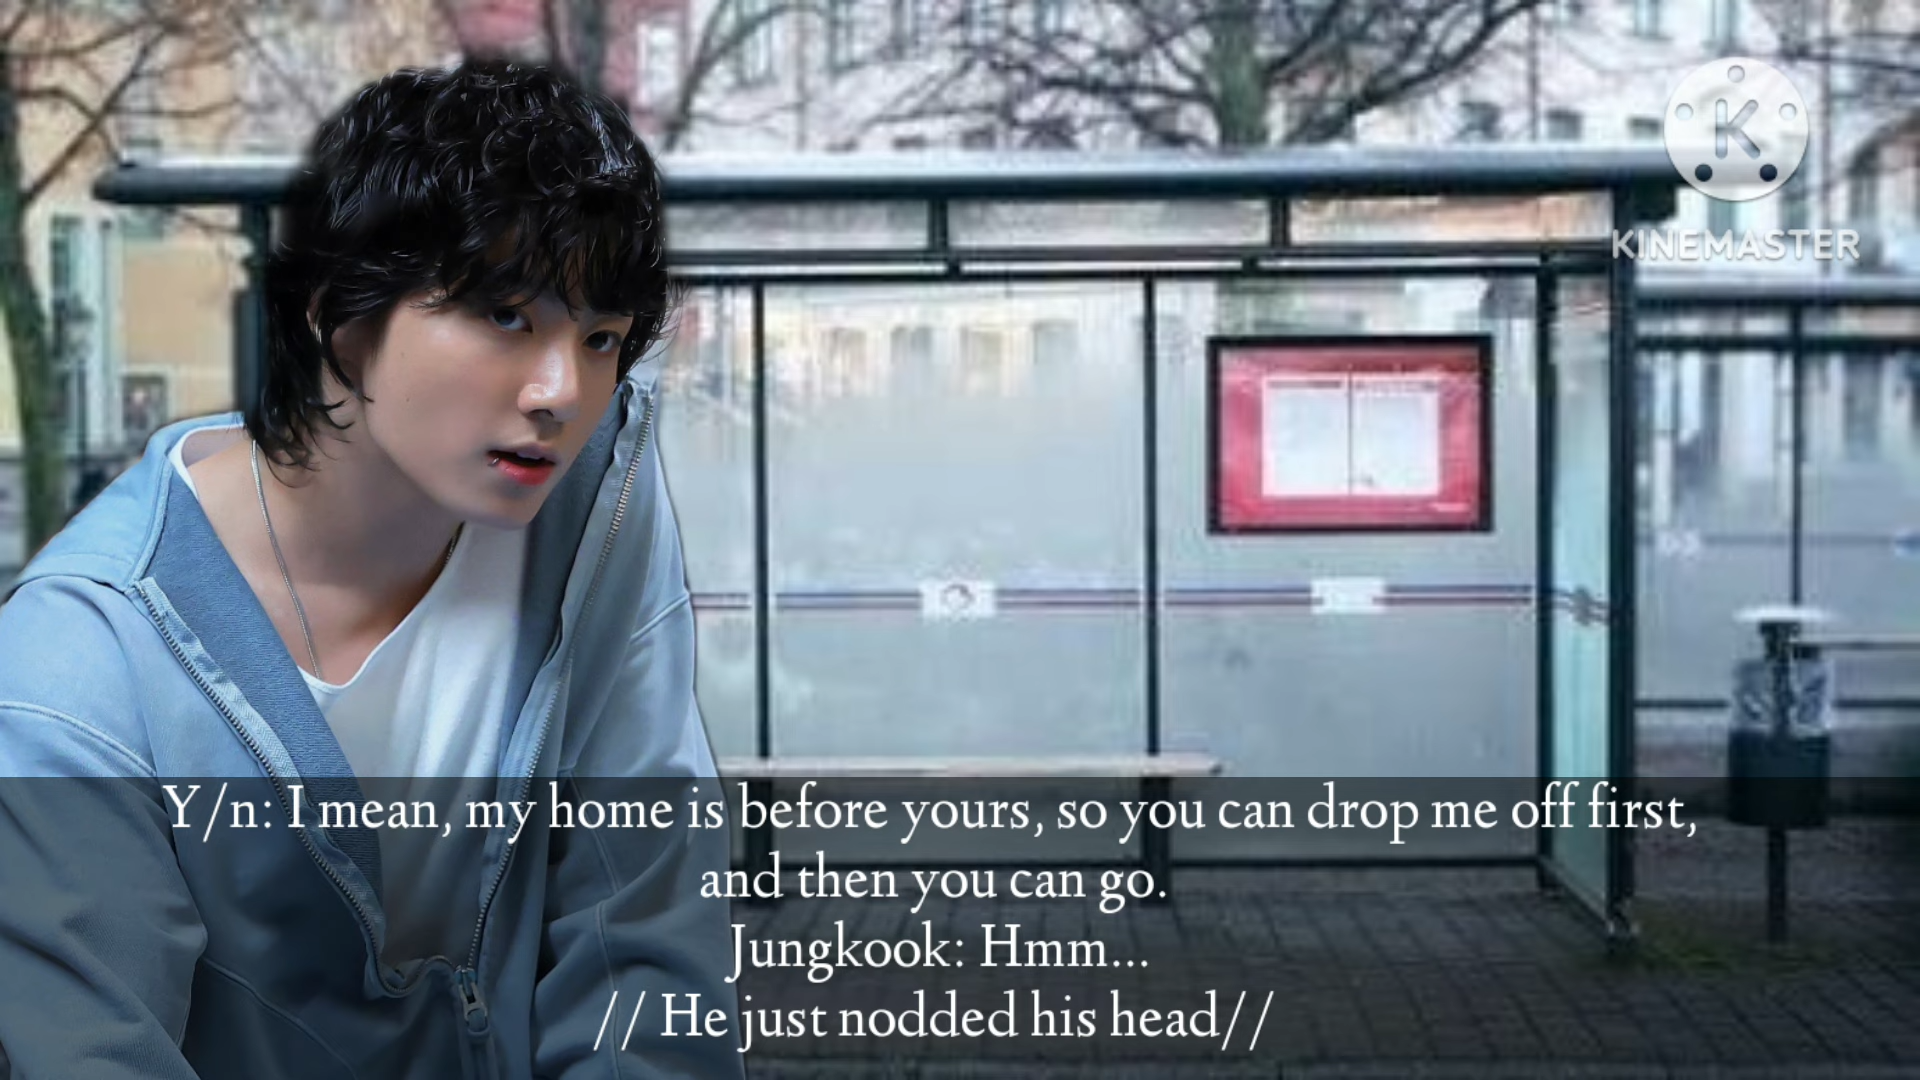 K
KINEMASTER
Y/n: I mean, my home is before yours, so you can drop me off first,
and then you can go.
Jungkook: Hmm...
// He just nodded his head//